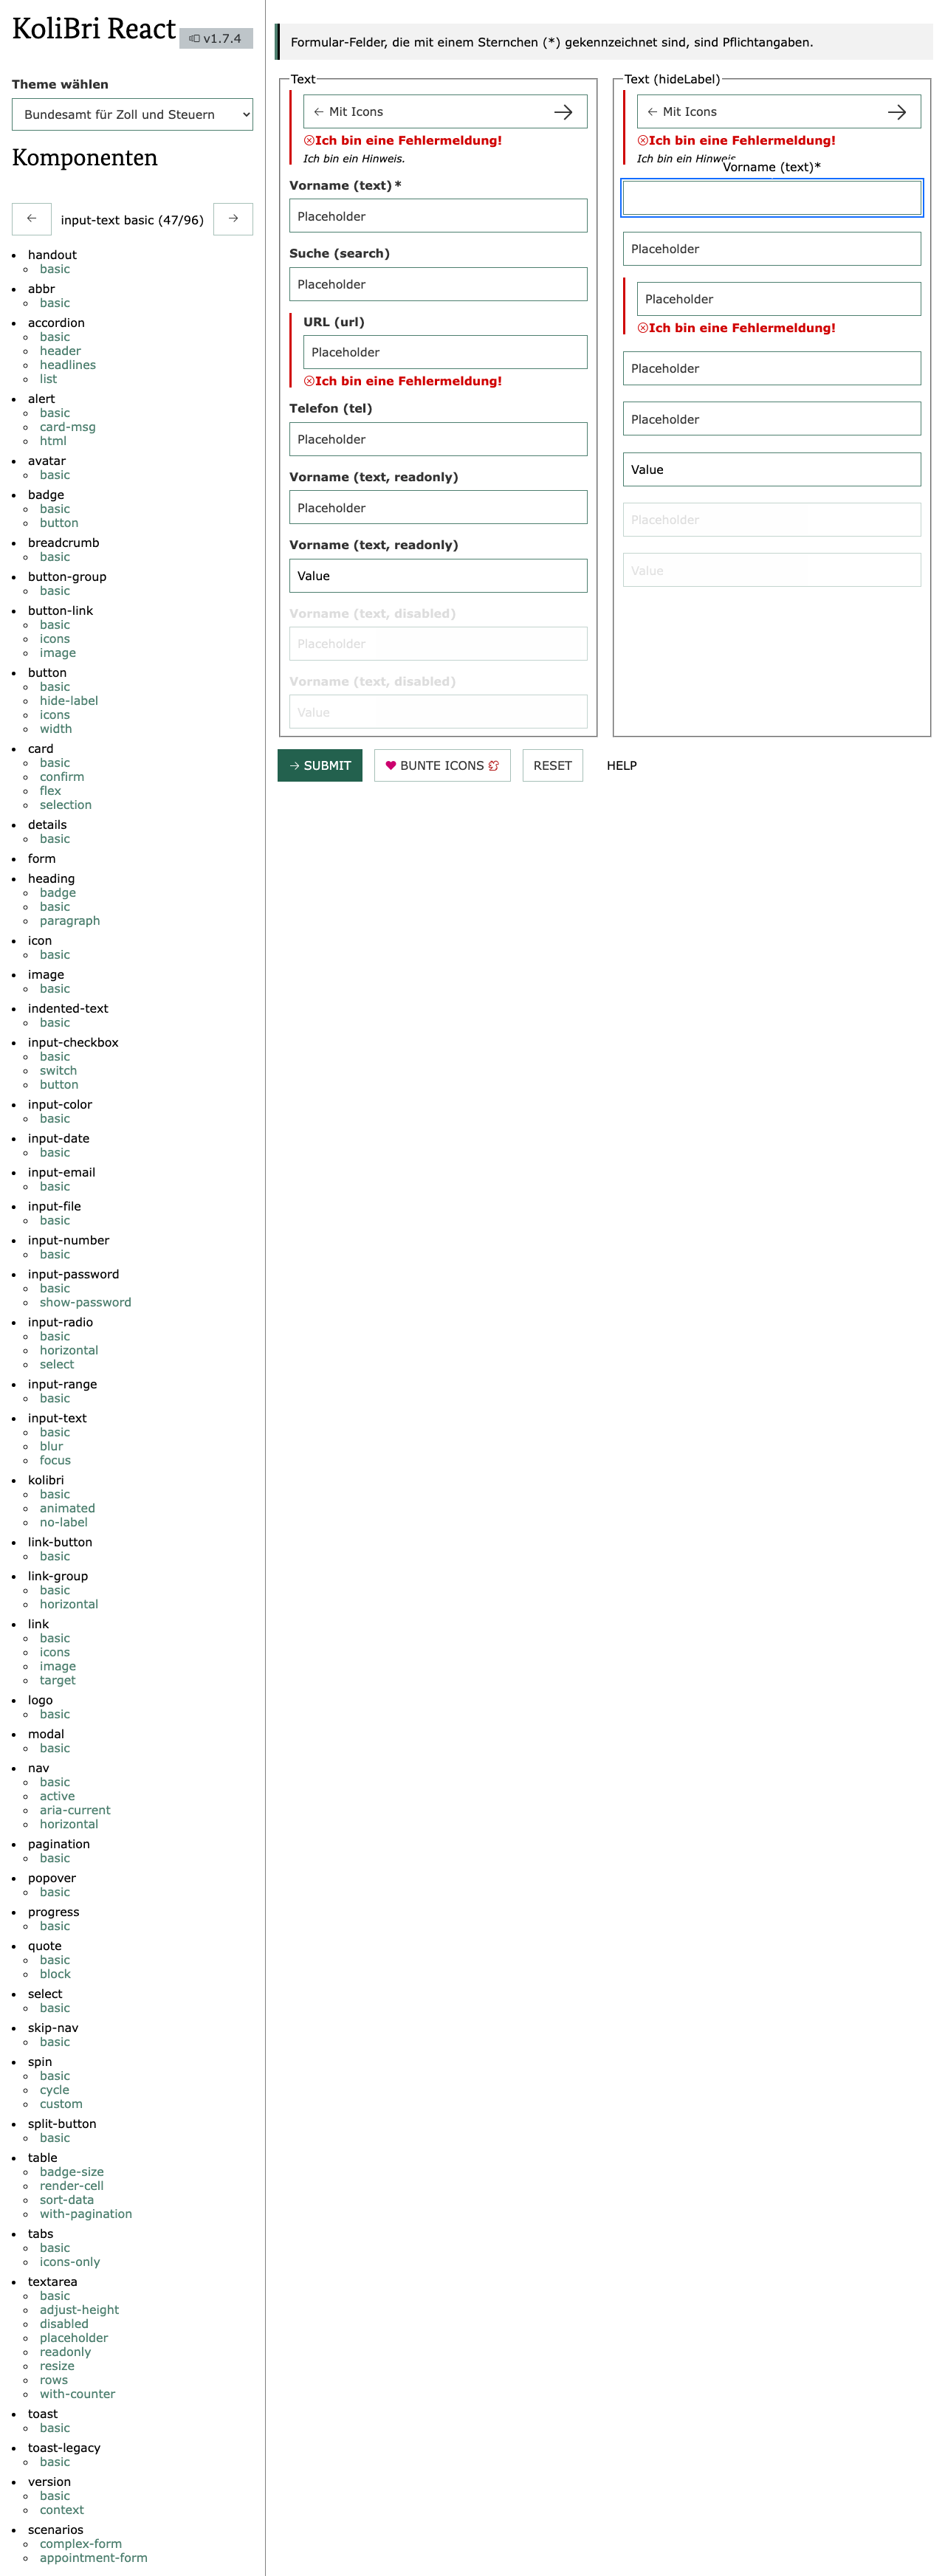 KoliBri React
v1.7.4
Theme wählen
Bundesamt für Zoll und Steuern
Komponenten
← input-text basic (47/96) →
handout
basic
abbr
basic
accordion
basic
header
headlines
list
alert
basic
card-msg
html
avatar
basic
badge
basic
button
breadcrumb
basic
button-group
basic
button-link
basic
icons
image
button
basic
hide-label
icons
width
card
basic
confirm
flex
selection
details
basic
form
heading
badge
basic
paragraph
icon
basic
image
basic
indented-text
basic
input-checkbox
basic
switch
button
input-color
basic
input-date
basic
input-email
basic
input-file
basic
input-number
basic
input-password
basic
show-password
input-radio
basic
horizontal
select
input-range
basic
input-text
basic
blur
focus
kolibri
basic
animated
no-label
link-button
basic
link-group
basic
horizontal
link
basic
icons
image
target
logo
basic
modal
basic
nav
basic
active
aria-current
horizontal
pagination
basic
popover
basic
progress
basic
quote
basic
block
select
basic
skip-nav
basic
spin
basic
cycle
custom
split-button
basic
table
badge-size
render-cell
sort-data
with-pagination
tabs
basic
icons-only
textarea
basic
adjust-height
disabled
placeholder
readonly
resize
rows
with-counter
toast
basic
toast-legacy
basic
version
basic
context
scenarios
complex-form
appointment-form
Formular-Felder, die mit einem Sternchen (*) gekennzeichnet sind, sind Pflichtangaben.
Text
← Mit Icons →
Ich bin eine Fehlermeldung!
Ich bin ein Hinweis.
Vorname (text)*
Placeholder
Suche (search)
Placeholder
URL (url)
Placeholder
Ich bin eine Fehlermeldung!
Telefon (tel)
Placeholder
Vorname (text, readonly)
Placeholder
Vorname (text, readonly)
Value
Vorname (text, disabled)
Placeholder
Vorname (text, disabled)
Value
Text (hideLabel)
← Mit Icons →
Ich bin eine Fehlermeldung!
Ich bin ein Hinweis.
Vorname (text)*
Placeholder
Placeholder
Ich bin eine Fehlermeldung!
Placeholder
Placeholder
Value
Placeholder
Value
→ SUBMIT
BUNTE ICONS
RESET
HELP